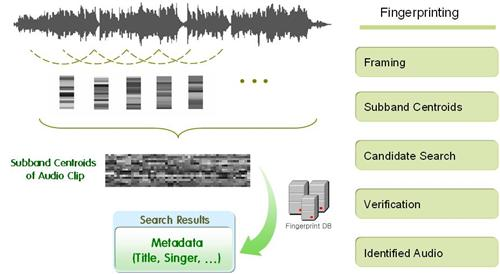 Fingerprinting
Framing
Subband Centroids
Candidate Search
Verification
Identified Audio
Subband Centroids
of Audio Clip
Fingerprint DB
Search Results
Metadata
(Title, Singer, ...)